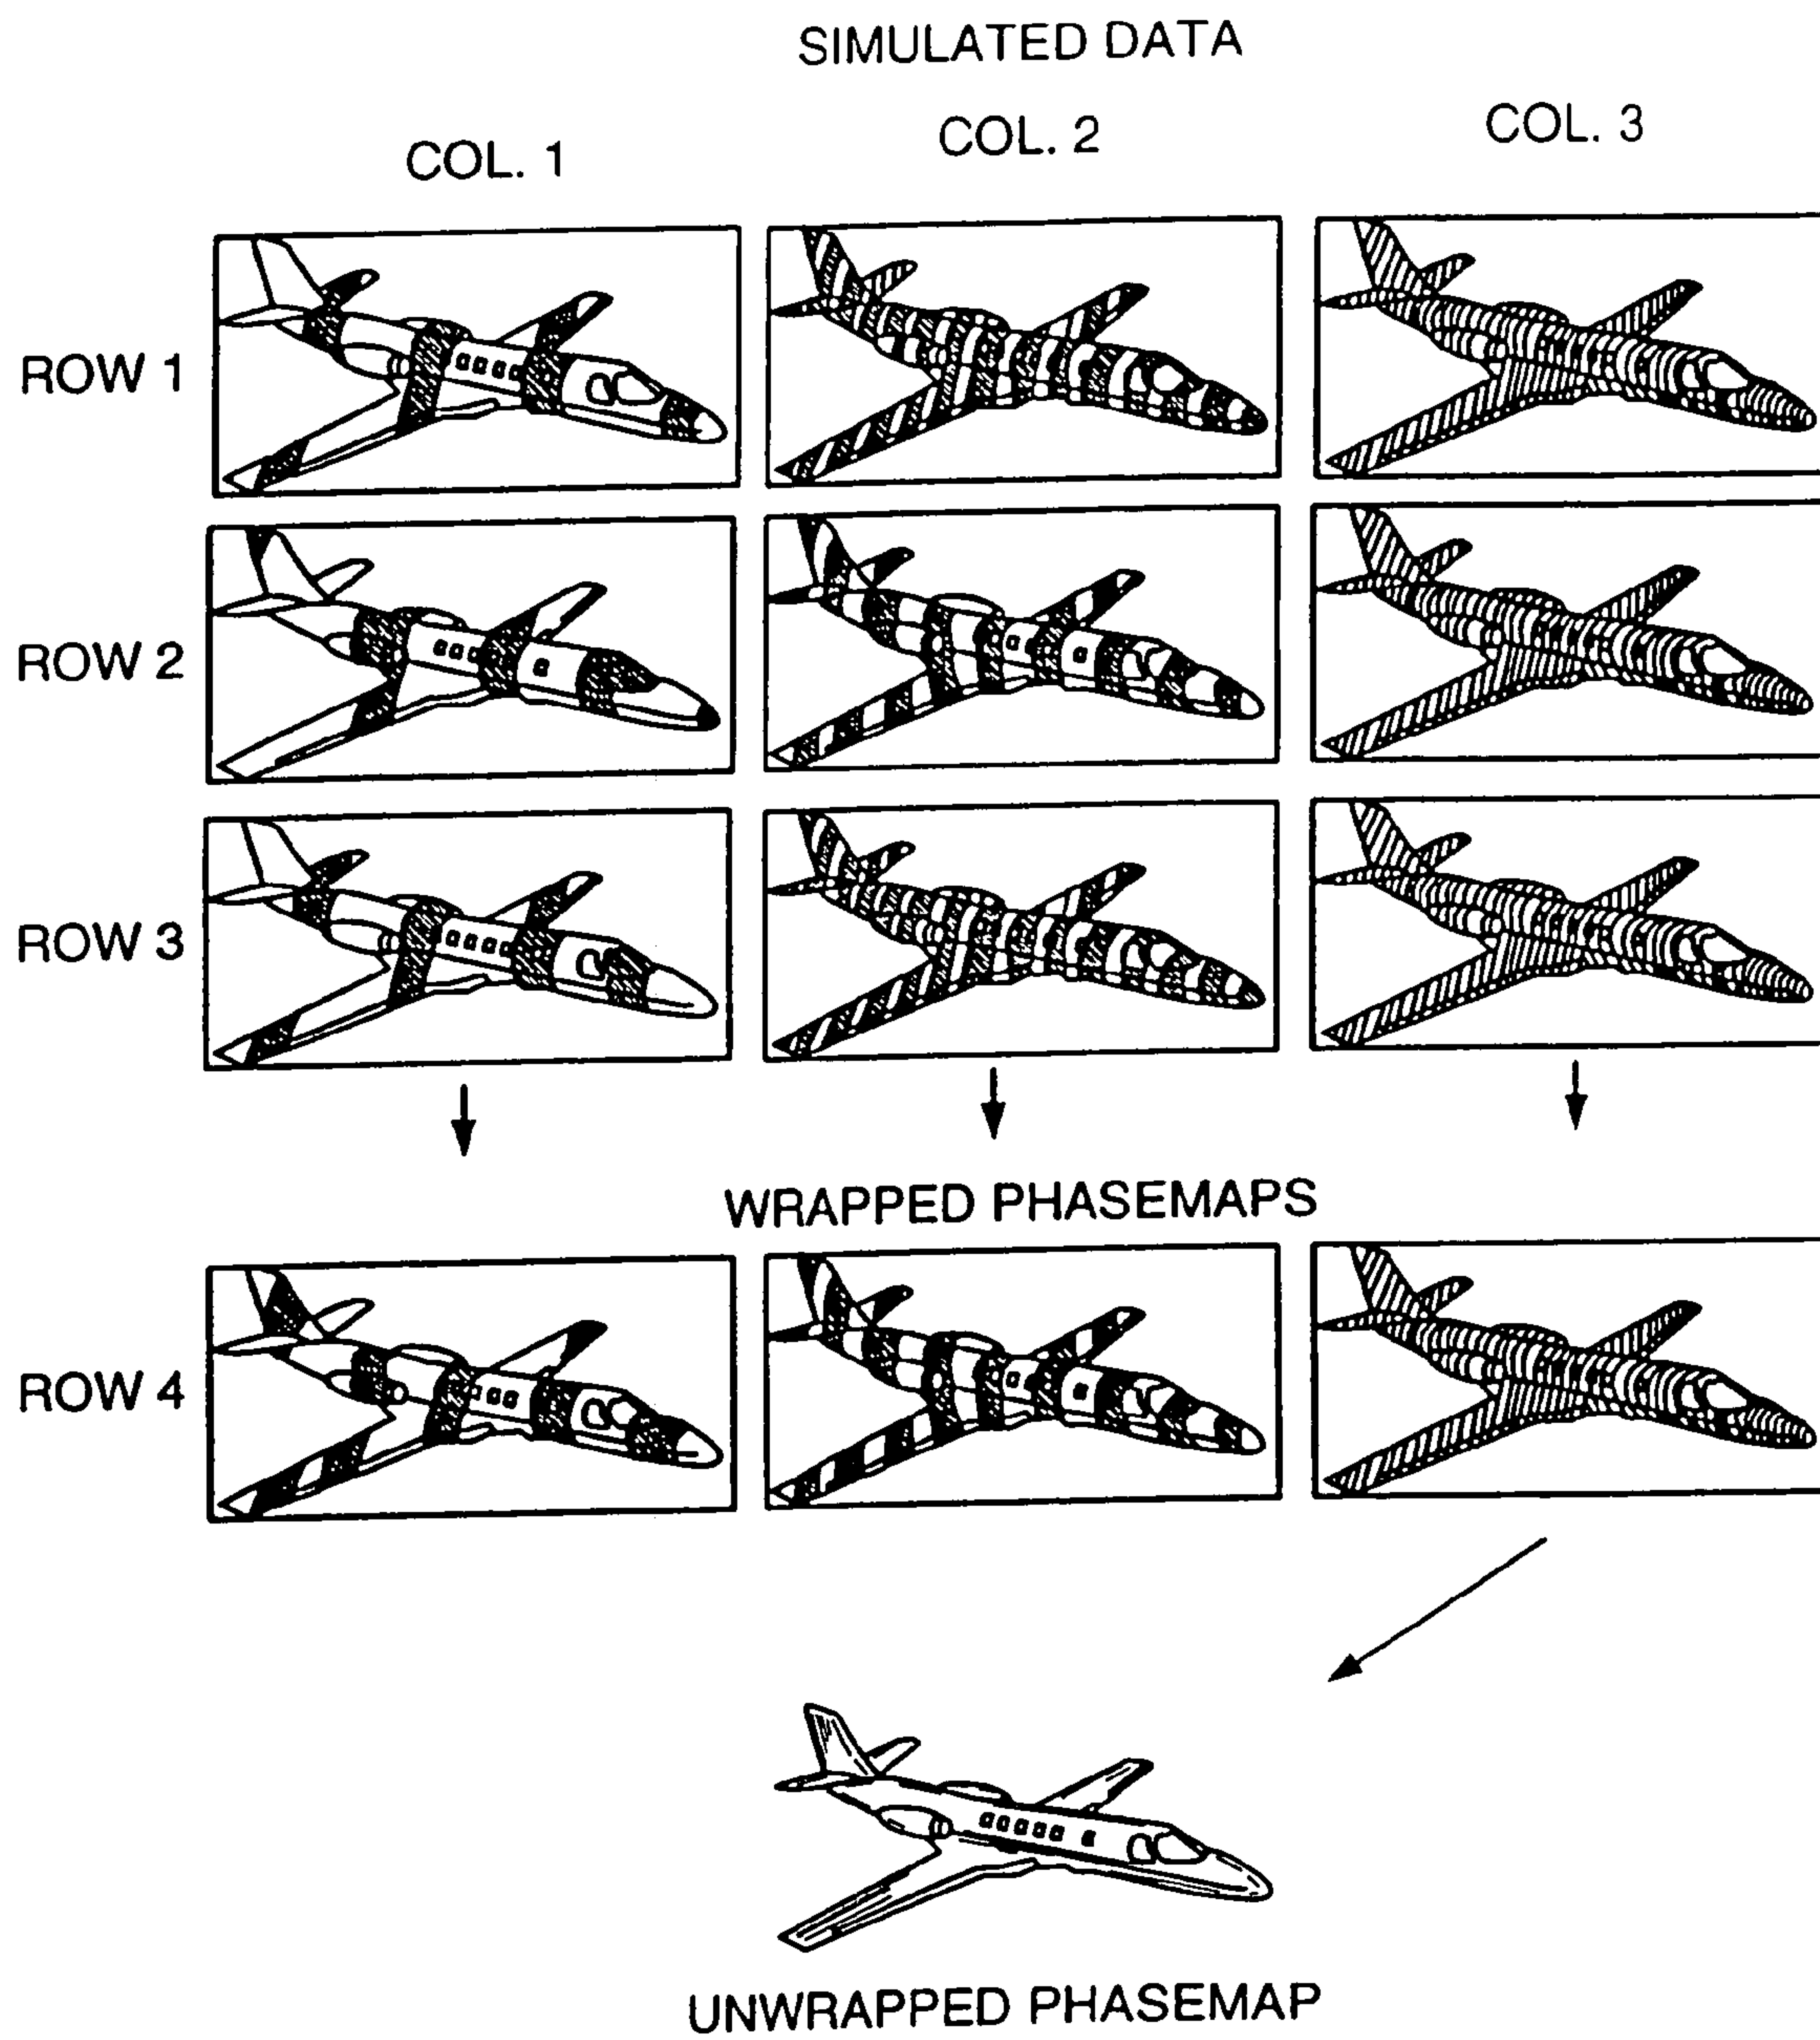 SIMULATED DATA
COL. 1
COL. 2
COL. 3
ROW 1
ROW 2
ROW 3
WRAPPED PHASEMAPS
ROW 4
UNWRAPPED PHASEMAP